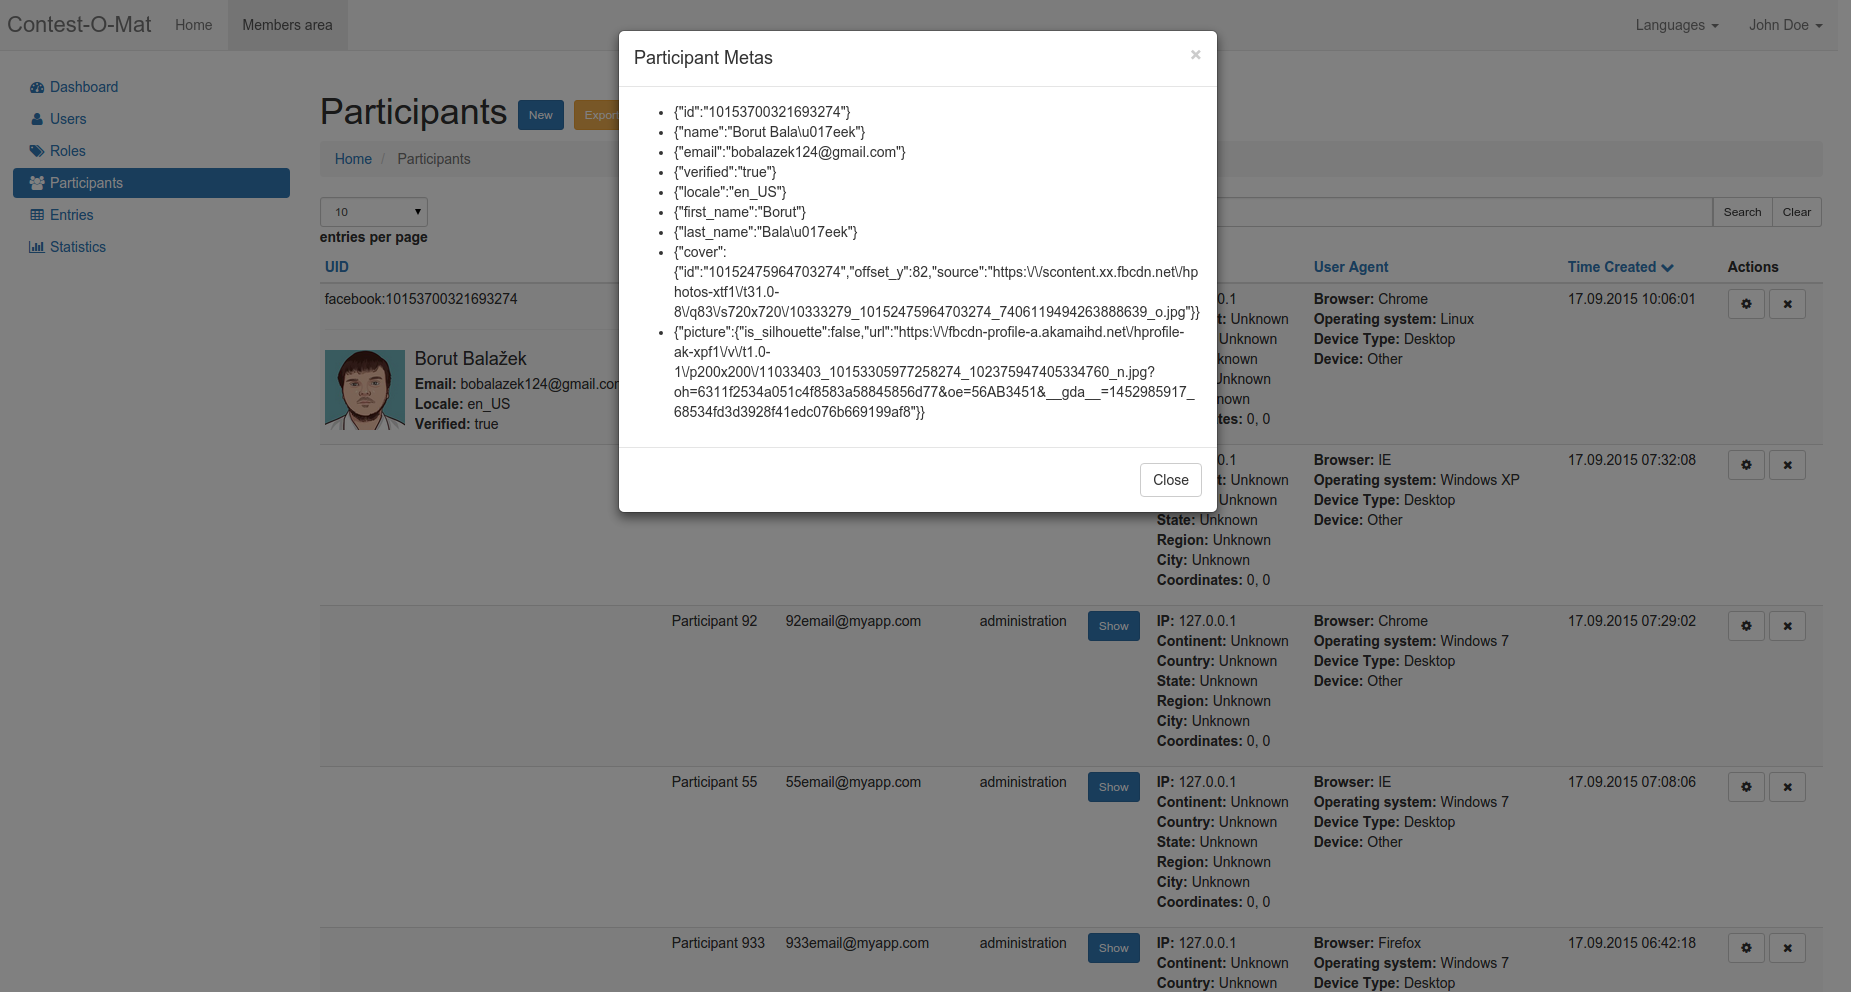 Contest-O-Mat Home Members area Languages John Doe
Dashboard
Users
Roles
Participants
Entries
Statistics
Participants New Export
Home / Participants
10
entries per page
Search Clear
Participant Metas ×
{"id":"10153700321693274"}
{"name":"Borut Bala\u017eek"}
{"email":"bobalazek124@gmail.com"}
{"verified":"true"}
{"locale":"en_US"}
{"first_name":"Borut"}
{"last_name":"Bala\u017eek"}
{"cover":
{"id":"10152475964703274","offset_y":82,"source":"https:\/\/scontent.xx.fbcdn.net\/hp
hotos-xtf1\/t31.0-
8\/q83\/s720x720\/10333279_10152475964703274_7406119494263888639_o.jpg"}}
{"picture":{"is_silhouette":false,"url":"https:\/\/fbcdn-profile-a.akamaihd.net\/hprofile-
ak-xpf1\/v\/t1.0-
1\/p200x200\/11033403_10153305977258274_102375947405334760_n.jpg?
oh=6311f2534a051c4f8583a58845856d77&oe=56AB3451&__gda__=1452985917_
68534fd3d3928f41edc076b669199af8"}}
Close
UID User Agent Time Created Actions
facebook:10153700321693274
Borut Balažek
Email: bobalazek124@gmail.com
Locale: en_US
Verified: true
0.1
t: Unknown
Unknown
known
Unknown
nown
tes: 0, 0
Browser: Chrome
Operating system: Linux
Device Type: Desktop
Device: Other
17.09.2015 10:06:01
0.1
t: Unknown
Unknown
State: Unknown
Region: Unknown
City: Unknown
Coordinates: 0, 0
Browser: IE
Operating system: Windows XP
Device Type: Desktop
Device: Other
17.09.2015 07:32:08
Participant 92 92email@myapp.com administration Show
IP: 127.0.0.1
Continent: Unknown
Country: Unknown
State: Unknown
Region: Unknown
City: Unknown
Coordinates: 0, 0
Browser: Chrome
Operating system: Windows 7
Device Type: Desktop
Device: Other
17.09.2015 07:29:02
Participant 55 55email@myapp.com administration Show
IP: 127.0.0.1
Continent: Unknown
Country: Unknown
State: Unknown
Region: Unknown
City: Unknown
Coordinates: 0, 0
Browser: IE
Operating system: Windows 7
Device Type: Desktop
Device: Other
17.09.2015 07:08:06
Participant 933 933email@myapp.com administration Show
IP: 127.0.0.1
Continent: Unknown
Country: Unknown
Browser: Firefox
Operating system: Windows 7
Device Type: Desktop
17.09.2015 06:42:18